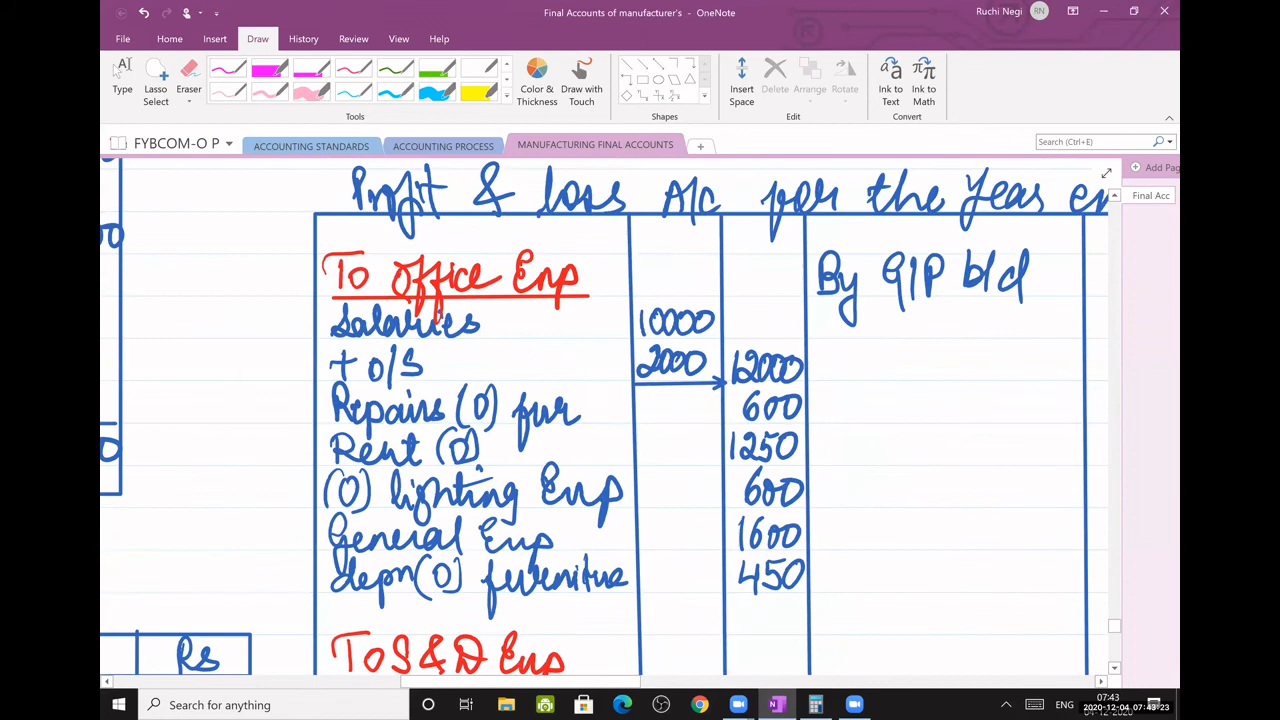 Final Accounts of manufacturer's - OneNote
Ruchi Negi
RN
File Home Insert Draw History Review View Help
Type
Lasso Select
Eraser
Color & Thickness
Draw with Touch
Insert Space
Delete
Arrange
Rotate
Ink to Text
Ink to Math
Tools Shapes Edit Convert
FYBCOM-O P
ACCOUNTING STANDARDS
ACCOUNTING PROCESS
MANUFACTURING FINAL ACCOUNTS
Search (Ctrl+E)
Add Pag
Final Acc
Profit & loss A/c for the Year en
To Office Exp
By G/P b/d
Salaries 10000
+ O/S 2000 12000
Repairs (O) fur 600
Rent (O) 1250
(O) lighting Exp 600
General Exp 1600
depn (O) furniture 450
To S & D Exp
Rs
Search for anything
ENG
07:43
04-12-2020
2020-12-04 07:43:23